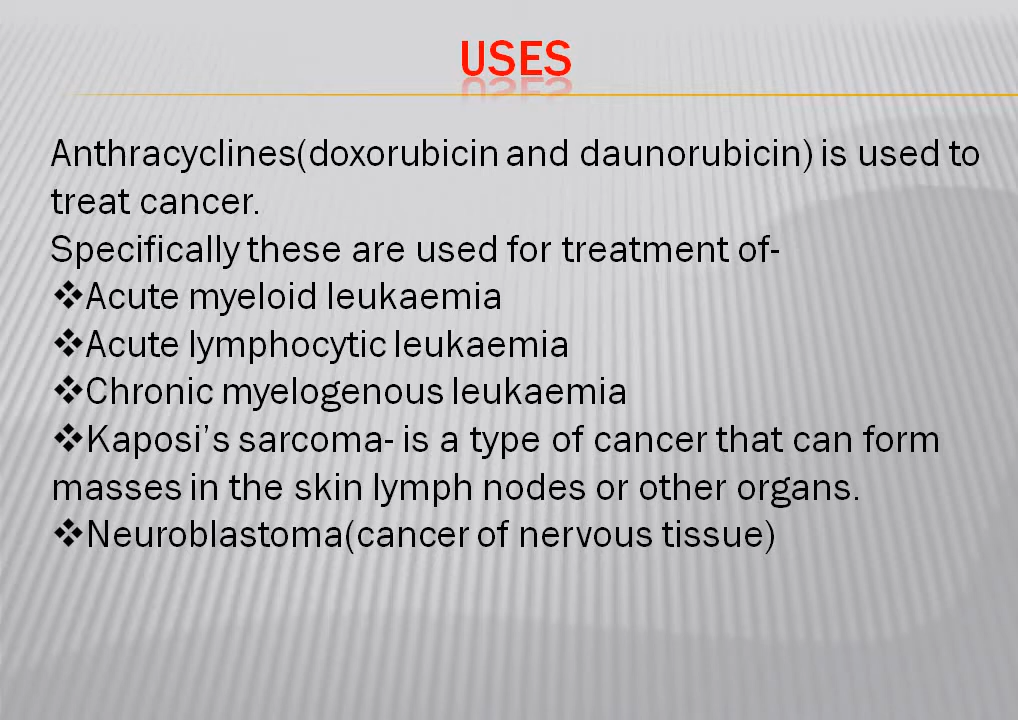 USES
Anthracyclines(doxorubicin and daunorubicin) is used to
treat cancer.
Specifically these are used for treatment of-
❖Acute myeloid leukaemia
❖Acute lymphocytic leukaemia
❖Chronic myelogenous leukaemia
❖Kaposi’s sarcoma- is a type of cancer that can form
masses in the skin lymph nodes or other organs.
❖Neuroblastoma(cancer of nervous tissue)